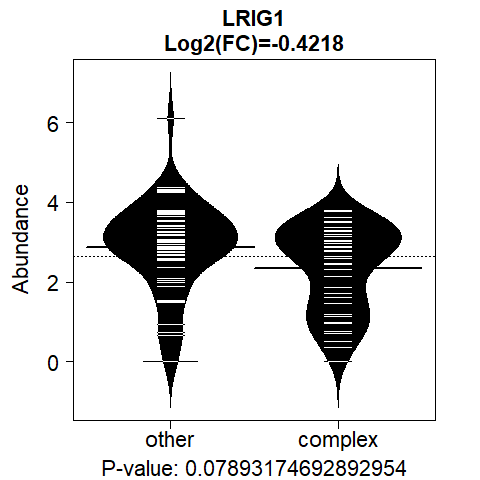 LRIG1
Log2(FC)=-0.4218
Abundance
6
4
2
0
other complex
P-value: 0.07893174692892954